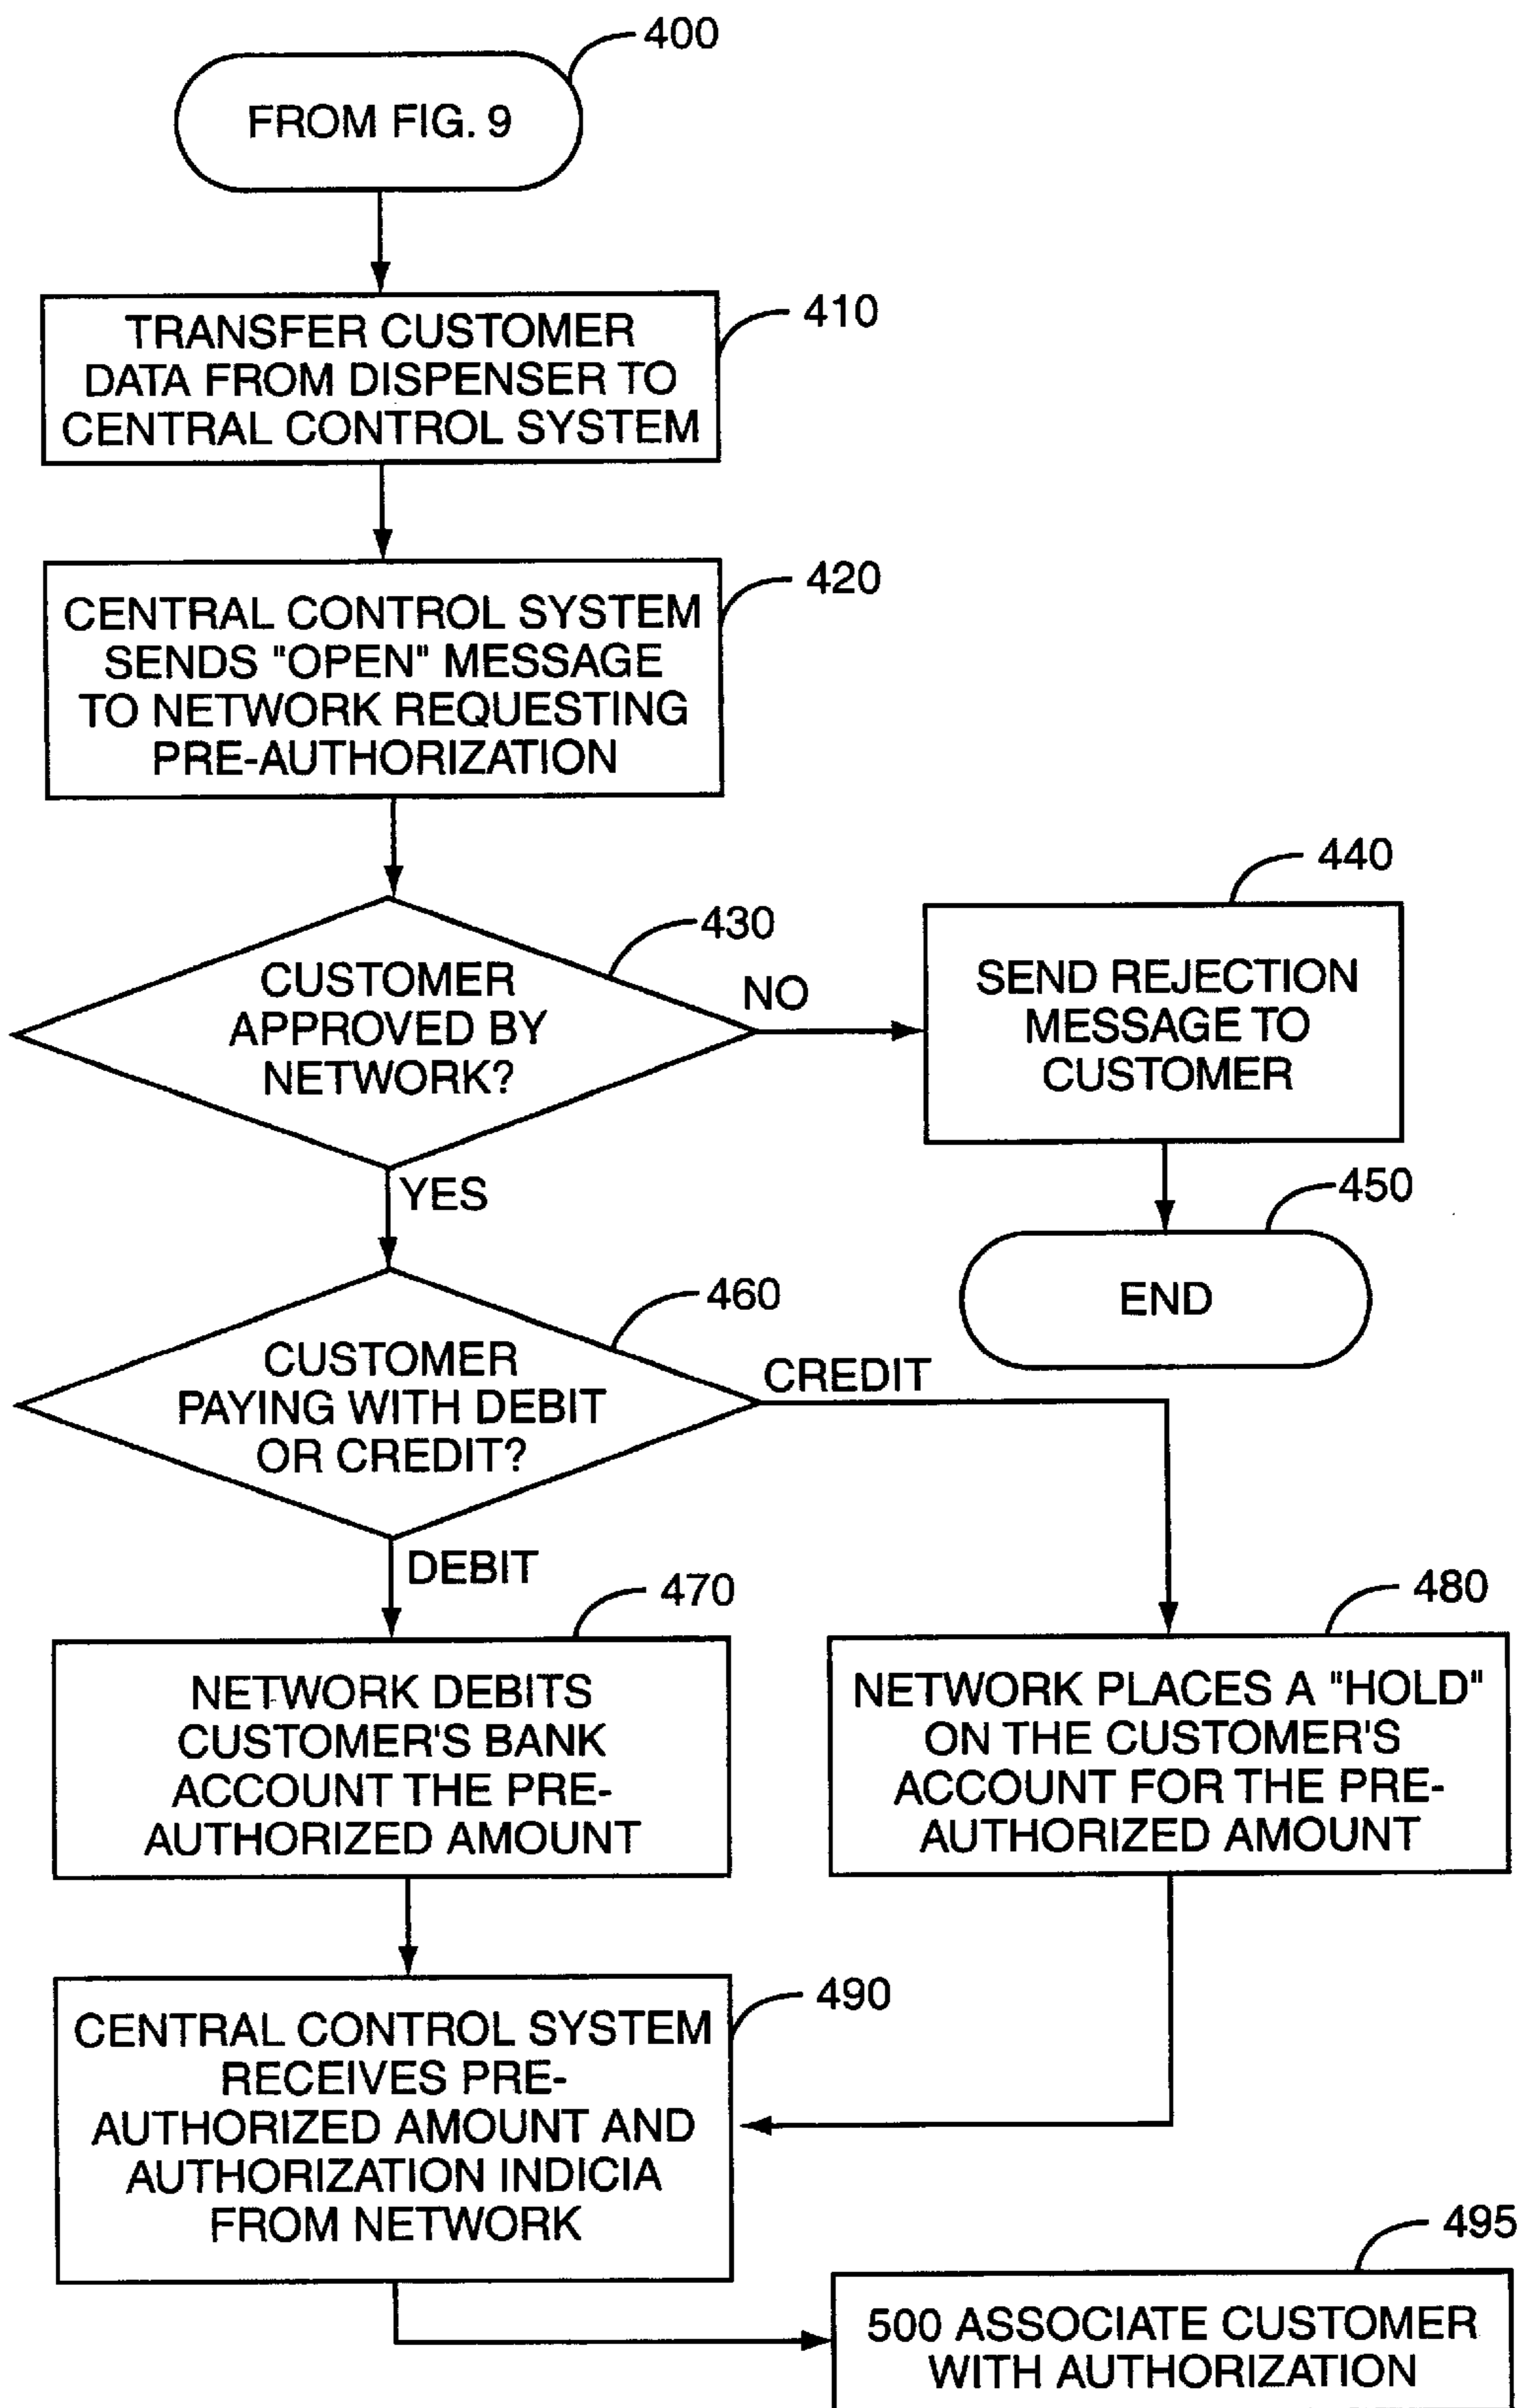 400
FROM FIG. 9
410
TRANSFER CUSTOMER
DATA FROM DISPENSER TO
CENTRAL CONTROL SYSTEM
420
CENTRAL CONTROL SYSTEM
SENDS "OPEN" MESSAGE
TO NETWORK REQUESTING
PRE-AUTHORIZATION
430
CUSTOMER
APPROVED BY
NETWORK?
NO
YES
440
SEND REJECTION
MESSAGE TO
CUSTOMER
450
END
460
CUSTOMER
PAYING WITH DEBIT
OR CREDIT?
CREDIT
DEBIT
470
NETWORK DEBITS
CUSTOMER'S BANK
ACCOUNT THE PRE-
AUTHORIZED AMOUNT
480
NETWORK PLACES A "HOLD"
ON THE CUSTOMER'S
ACCOUNT FOR THE PRE-
AUTHORIZED AMOUNT
490
CENTRAL CONTROL SYSTEM
RECEIVES PRE-
AUTHORIZED AMOUNT AND
AUTHORIZATION INDICIA
FROM NETWORK
495
500 ASSOCIATE CUSTOMER
WITH AUTHORIZATION